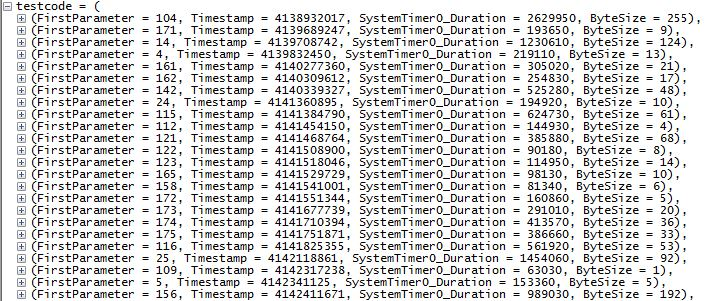 testcode = (
(FirstParameter = 104, Timestamp = 4138932017, SystemTimer0_Duration = 2629950, ByteSize = 255),
(FirstParameter = 171, Timestamp = 4139689247, SystemTimer0_Duration = 193650, ByteSize = 9),
(FirstParameter = 14, Timestamp = 4139708742, SystemTimer0_Duration = 1230610, ByteSize = 124),
(FirstParameter = 4, Timestamp = 4139832450, SystemTimer0_Duration = 219110, ByteSize = 13),
(FirstParameter = 161, Timestamp = 4140277360, SystemTimer0_Duration = 305020, ByteSize = 21),
(FirstParameter = 162, Timestamp = 4140309612, SystemTimer0_Duration = 254830, ByteSize = 17),
(FirstParameter = 142, Timestamp = 4140339327, SystemTimer0_Duration = 525280, ByteSize = 48),
(FirstParameter = 24, Timestamp = 4141360895, SystemTimer0_Duration = 194920, ByteSize = 10),
(FirstParameter = 115, Timestamp = 4141384790, SystemTimer0_Duration = 624730, ByteSize = 61),
(FirstParameter = 112, Timestamp = 4141454150, SystemTimer0_Duration = 144930, ByteSize = 4),
(FirstParameter = 121, Timestamp = 4141468764, SystemTimer0_Duration = 385880, ByteSize = 68),
(FirstParameter = 122, Timestamp = 4141508900, SystemTimer0_Duration = 90180, ByteSize = 8),
(FirstParameter = 123, Timestamp = 4141518046, SystemTimer0_Duration = 114950, ByteSize = 14),
(FirstParameter = 165, Timestamp = 4141529729, SystemTimer0_Duration = 98130, ByteSize = 10),
(FirstParameter = 158, Timestamp = 4141541001, SystemTimer0_Duration = 81340, ByteSize = 6),
(FirstParameter = 172, Timestamp = 4141551344, SystemTimer0_Duration = 160860, ByteSize = 5),
(FirstParameter = 173, Timestamp = 4141677739, SystemTimer0_Duration = 291010, ByteSize = 20),
(FirstParameter = 174, Timestamp = 4141710394, SystemTimer0_Duration = 413570, ByteSize = 36),
(FirstParameter = 175, Timestamp = 4141751871, SystemTimer0_Duration = 386660, ByteSize = 33),
(FirstParameter = 116, Timestamp = 4141825355, SystemTimer0_Duration = 561920, ByteSize = 53),
(FirstParameter = 25, Timestamp = 4142118861, SystemTimer0_Duration = 1454060, ByteSize = 92),
(FirstParameter = 109, Timestamp = 4142317238, SystemTimer0_Duration = 63030, ByteSize = 1),
(FirstParameter = 5, Timestamp = 4142341125, SystemTimer0_Duration = 153360, ByteSize = 5),
(FirstParameter = 156, Timestamp = 4142411671, SystemTimer0_Duration = 989030, ByteSize = 192),